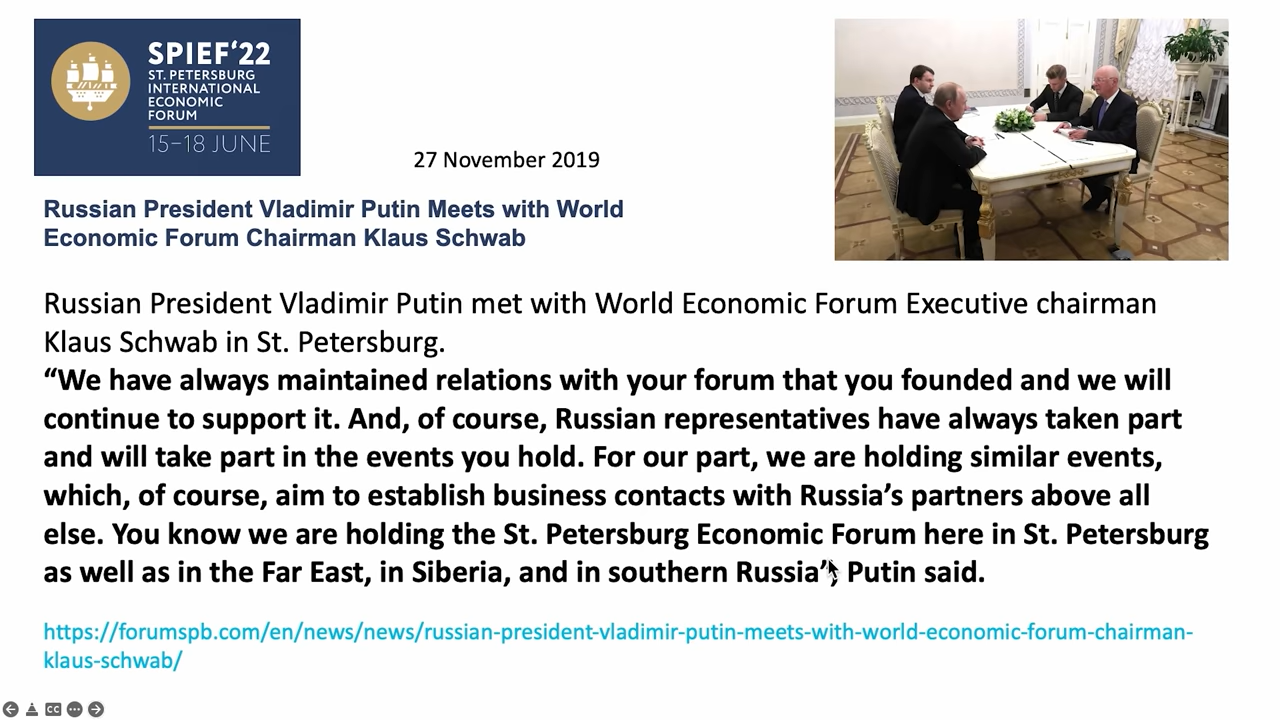 SPIEF‘22
ST. PETERSBURG
INTERNATIONAL
ECONOMIC
FORUM
15–18 JUNE
27 November 2019
Russian President Vladimir Putin Meets with World
Economic Forum Chairman Klaus Schwab
Russian President Vladimir Putin met with World Economic Forum Executive chairman
Klaus Schwab in St. Petersburg.
“We have always maintained relations with your forum that you founded and we will
continue to support it. And, of course, Russian representatives have always taken part
and will take part in the events you hold. For our part, we are holding similar events,
which, of course, aim to establish business contacts with Russia’s partners above all
else. You know we are holding the St. Petersburg Economic Forum here in St. Petersburg
as well as in the Far East, in Siberia, and in southern Russia”, Putin said.
https://forumspb.com/en/news/news/russian-president-vladimir-putin-meets-with-world-economic-forum-chairman-
klaus-schwab/
CC